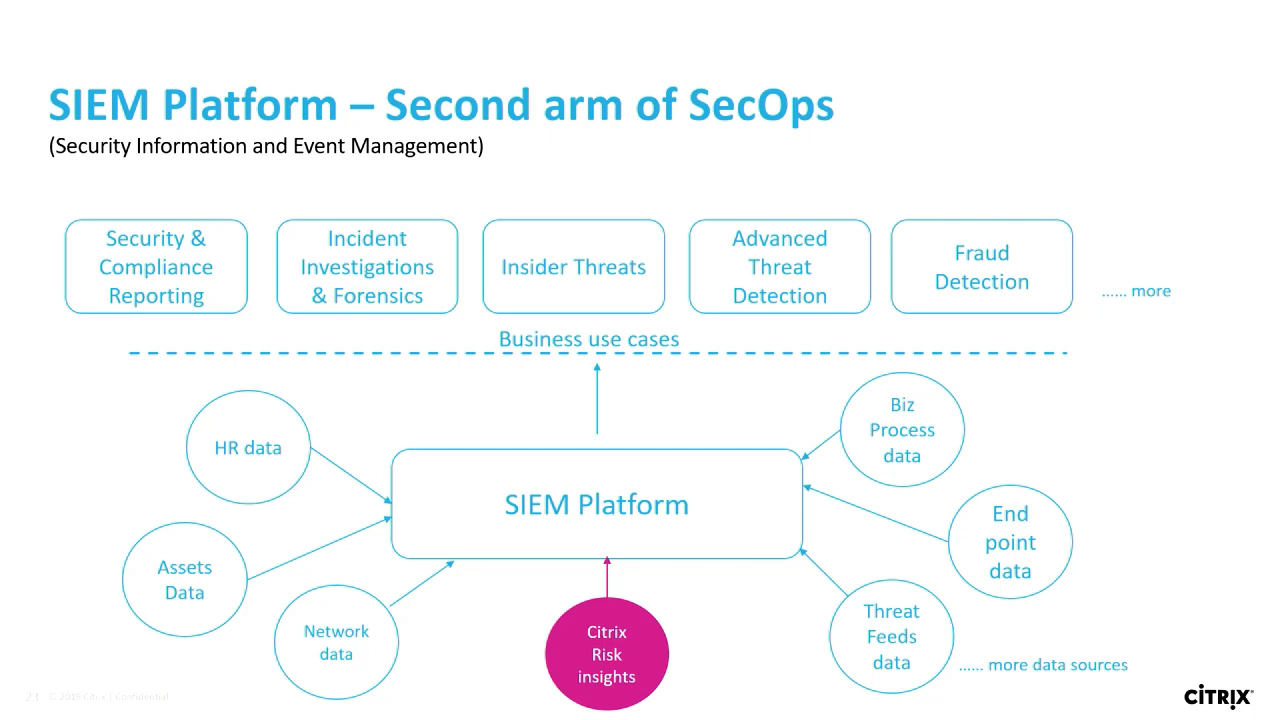 SIEM Platform – Second arm of SecOps
(Security Information and Event Management)
Security &
Compliance
Reporting
Incident
Investigations
& Forensics
Insider Threats
Advanced
Threat
Detection
Fraud
Detection
...... more
Business use cases
HR data
Biz
Process
data
SIEM Platform
End
point
data
Assets
Data
Network
data
Citrix
Risk
insights
Threat
Feeds
data
...... more data sources
© Citrix | Confidential
CITRIX